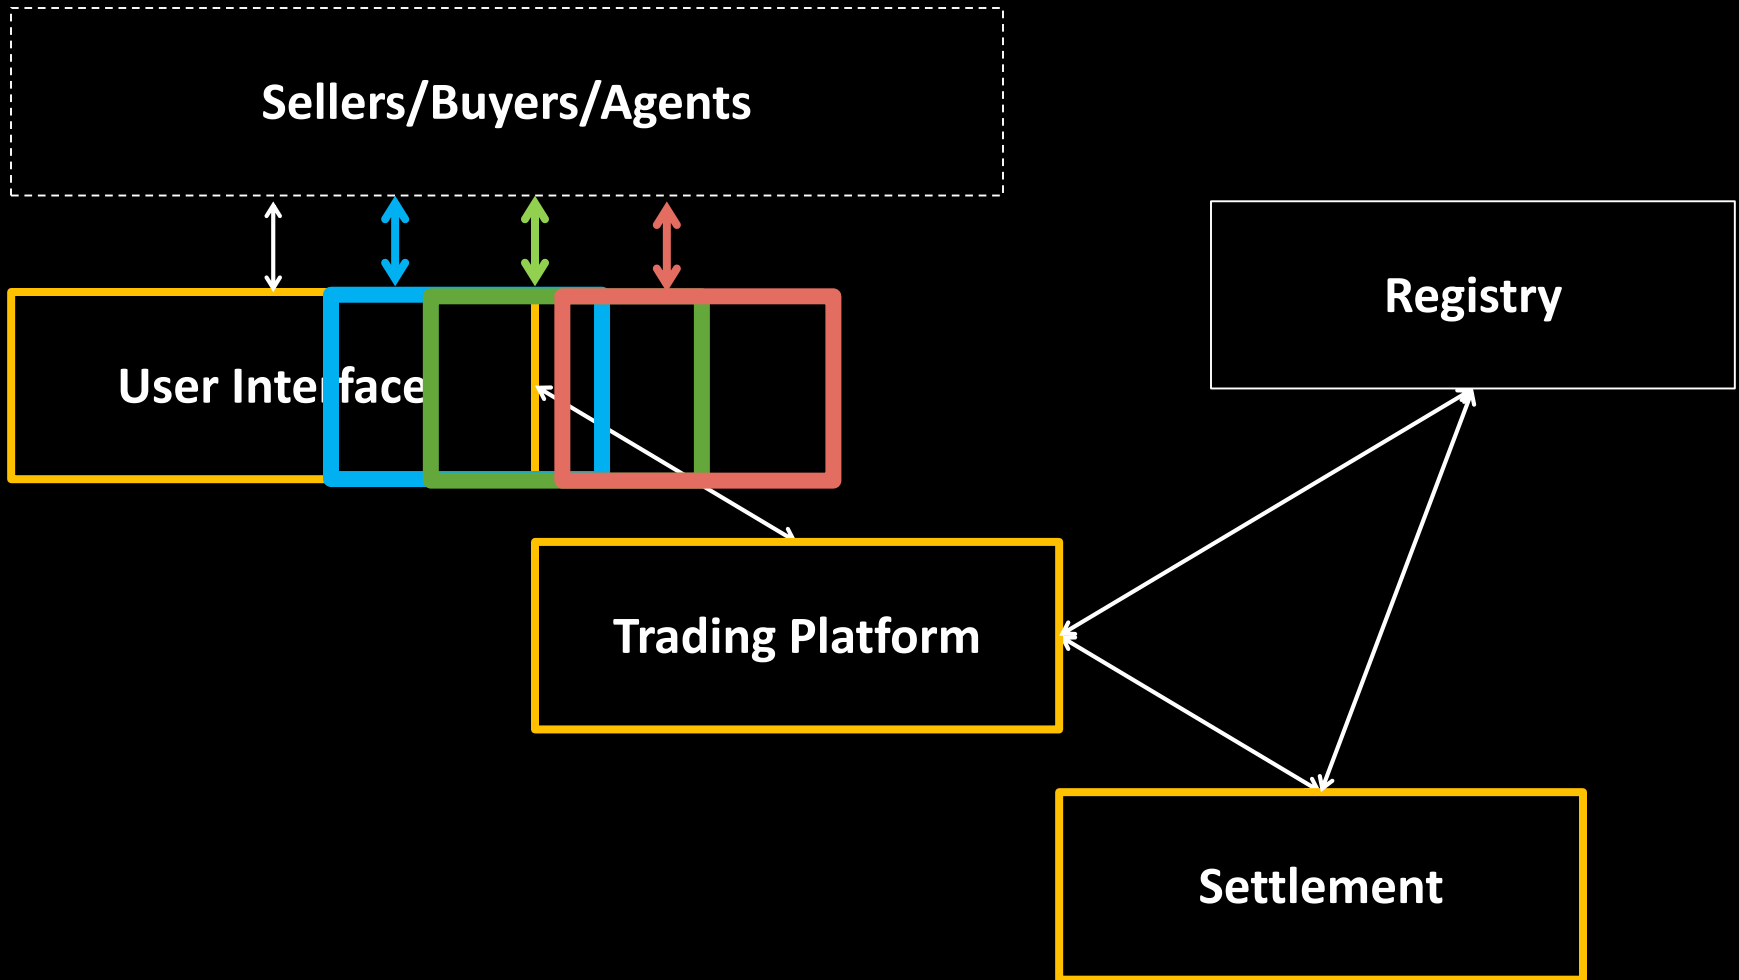 Sellers/Buyers/Agents
Registry
User Interface
Trading Platform
Settlement